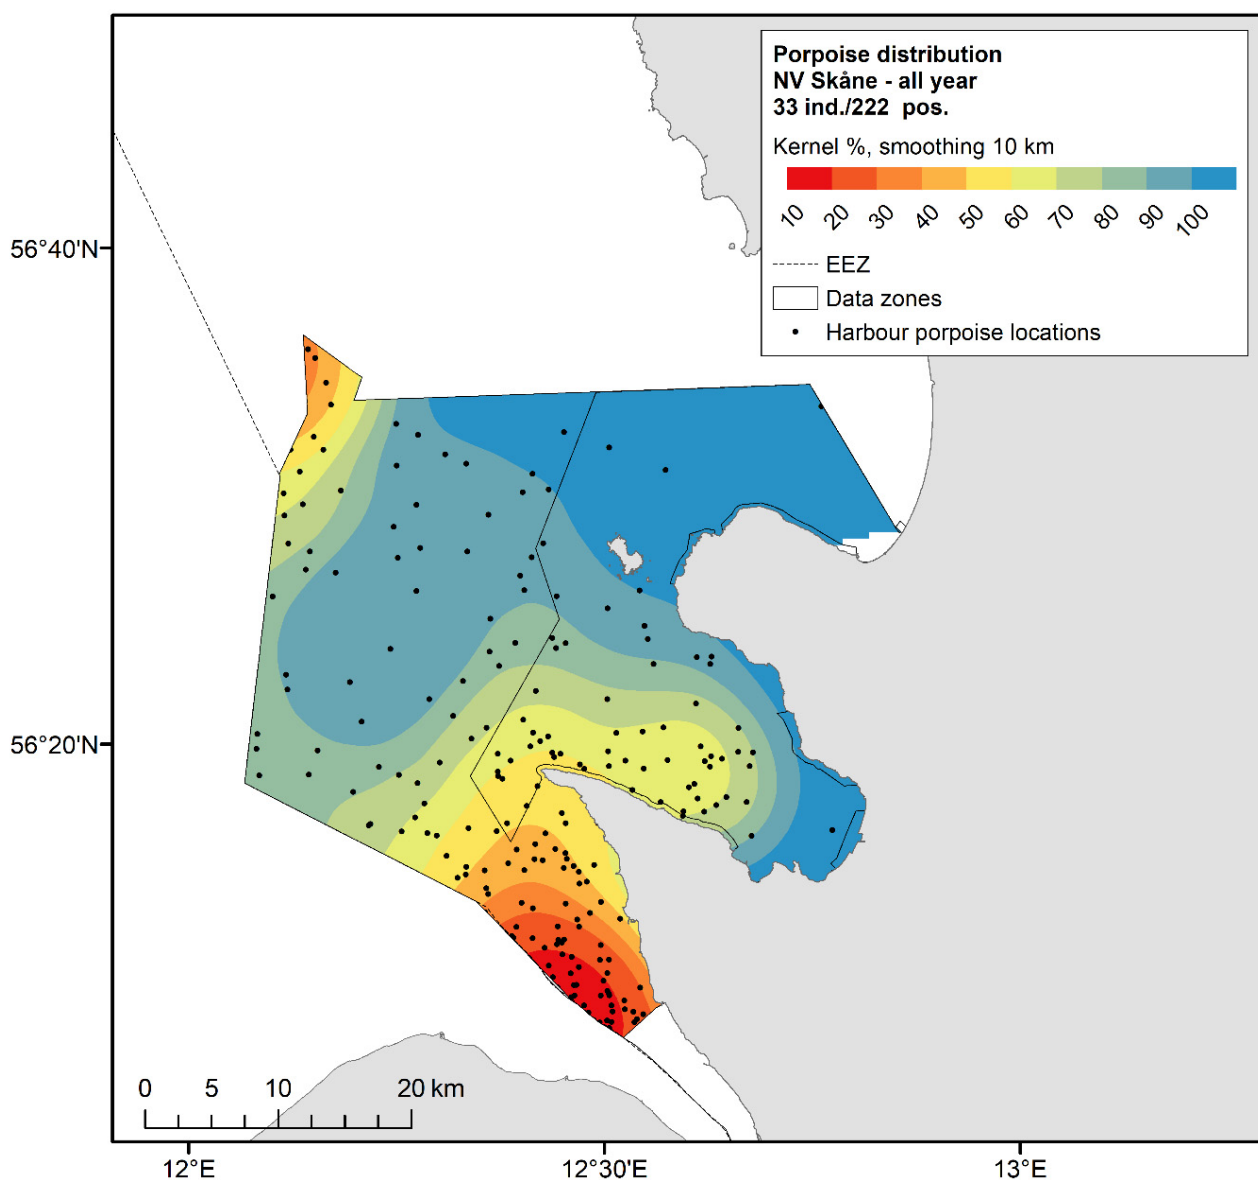 Porpoise distribution
NV Skåne - all year
33 ind./222 pos.
Kernel %, smoothing 10 km
10 20 30 40 50 60 70 80 90 100
EEZ
Data zones
Harbour porpoise locations
56°40'N
56°20'N
0 5 10 20 km
12°E 12°30'E 13°E